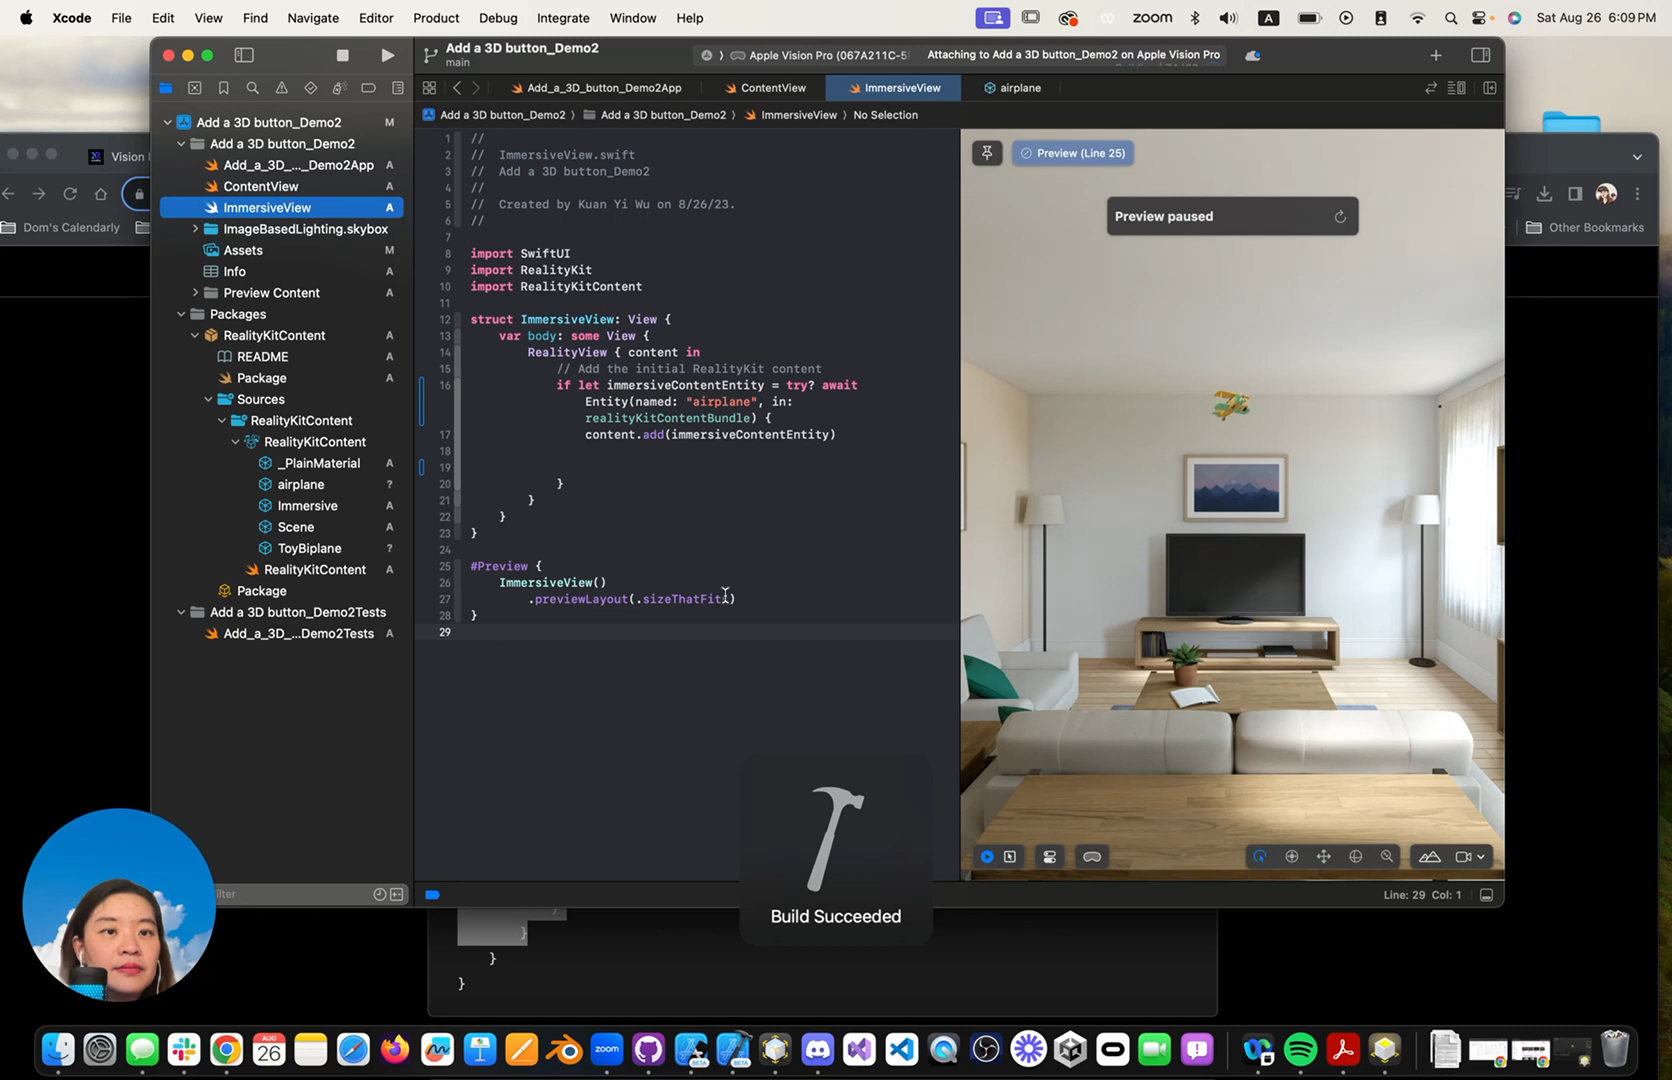 Xcode File Edit View Find Navigate Editor Product Debug Integrate Window Help
zoom A Sat Aug 26 6:09 PM
Add a 3D button_Demo2
main
Apple Vision Pro (067A211C-5
Attaching to Add a 3D button_Demo2 on Apple Vision Pro
Add_a_3D_button_Demo2App ContentView ImmersiveView airplane
Add a 3D button_Demo2 〉 Add a 3D button_Demo2 〉 ImmersiveView 〉 No Selection
Vision
Dom's Calendarly
Other Bookmarks
Add a 3D button_Demo2 M
Add a 3D button_Demo2
Add_a_3D_..._Demo2App A
ContentView A
ImmersiveView A
ImageBasedLighting.skybox
Assets M
Info A
Preview Content A
Packages
RealityKitContent A
README A
Package A
Sources
RealityKitContent
RealityKitContent
_PlainMaterial A
airplane ?
Immersive A
Scene A
ToyBiplane ?
RealityKitContent A
Package
Add a 3D button_Demo2Tests
Add_a_3D_...Demo2Tests A
1 //
2 // ImmersiveView.swift
3 // Add a 3D button_Demo2
4 //
5 // Created by Kuan Yi Wu on 8/26/23.
6 //
7
8 import SwiftUI
9 import RealityKit
10 import RealityKitContent
11
12 struct ImmersiveView: View {
13 var body: some View {
14 RealityView { content in
15 // Add the initial RealityKit content
16 if let immersiveContentEntity = try? await
Entity(named: "airplane", in:
realityKitContentBundle) {
17 content.add(immersiveContentEntity)
18
19
20 }
21 }
22 }
23 }
24
25 #Preview {
26 ImmersiveView()
27 .previewLayout(.sizeThatFits)
28 }
29
Preview (Line 25)
Preview paused
Build Succeeded
Line: 29 Col: 1
ilter
}
}
}
}
AUG
26
zoom
BETA
BETA